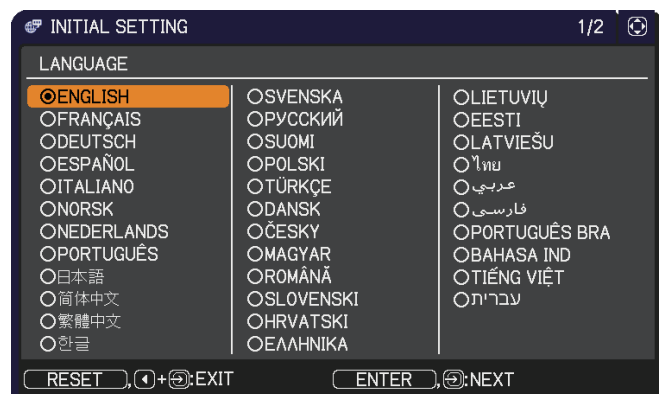 INITIAL SETTING 1/2
LANGUAGE
ENGLISH
FRANÇAIS
DEUTSCH
ESPAÑOL
ITALIANO
NORSK
NEDERLANDS
PORTUGUÊS
日本語
简体中文
繁體中文
한글
SVENSKA
РУССКИЙ
SUOMI
POLSKI
TÜRKÇE
DANSK
ČESKY
MAGYAR
ROMÂNĂ
SLOVENSKI
HRVATSKI
ΕΛΛΗΝΙΚΑ
LIETUVIŲ
EESTI
LATVIEŠU
ไทย
عربي
فارسی
PORTUGUÊS BRA
BAHASA IND
TIẾNG VIỆT
עברית
RESET ,+:EXIT ENTER ,:NEXT